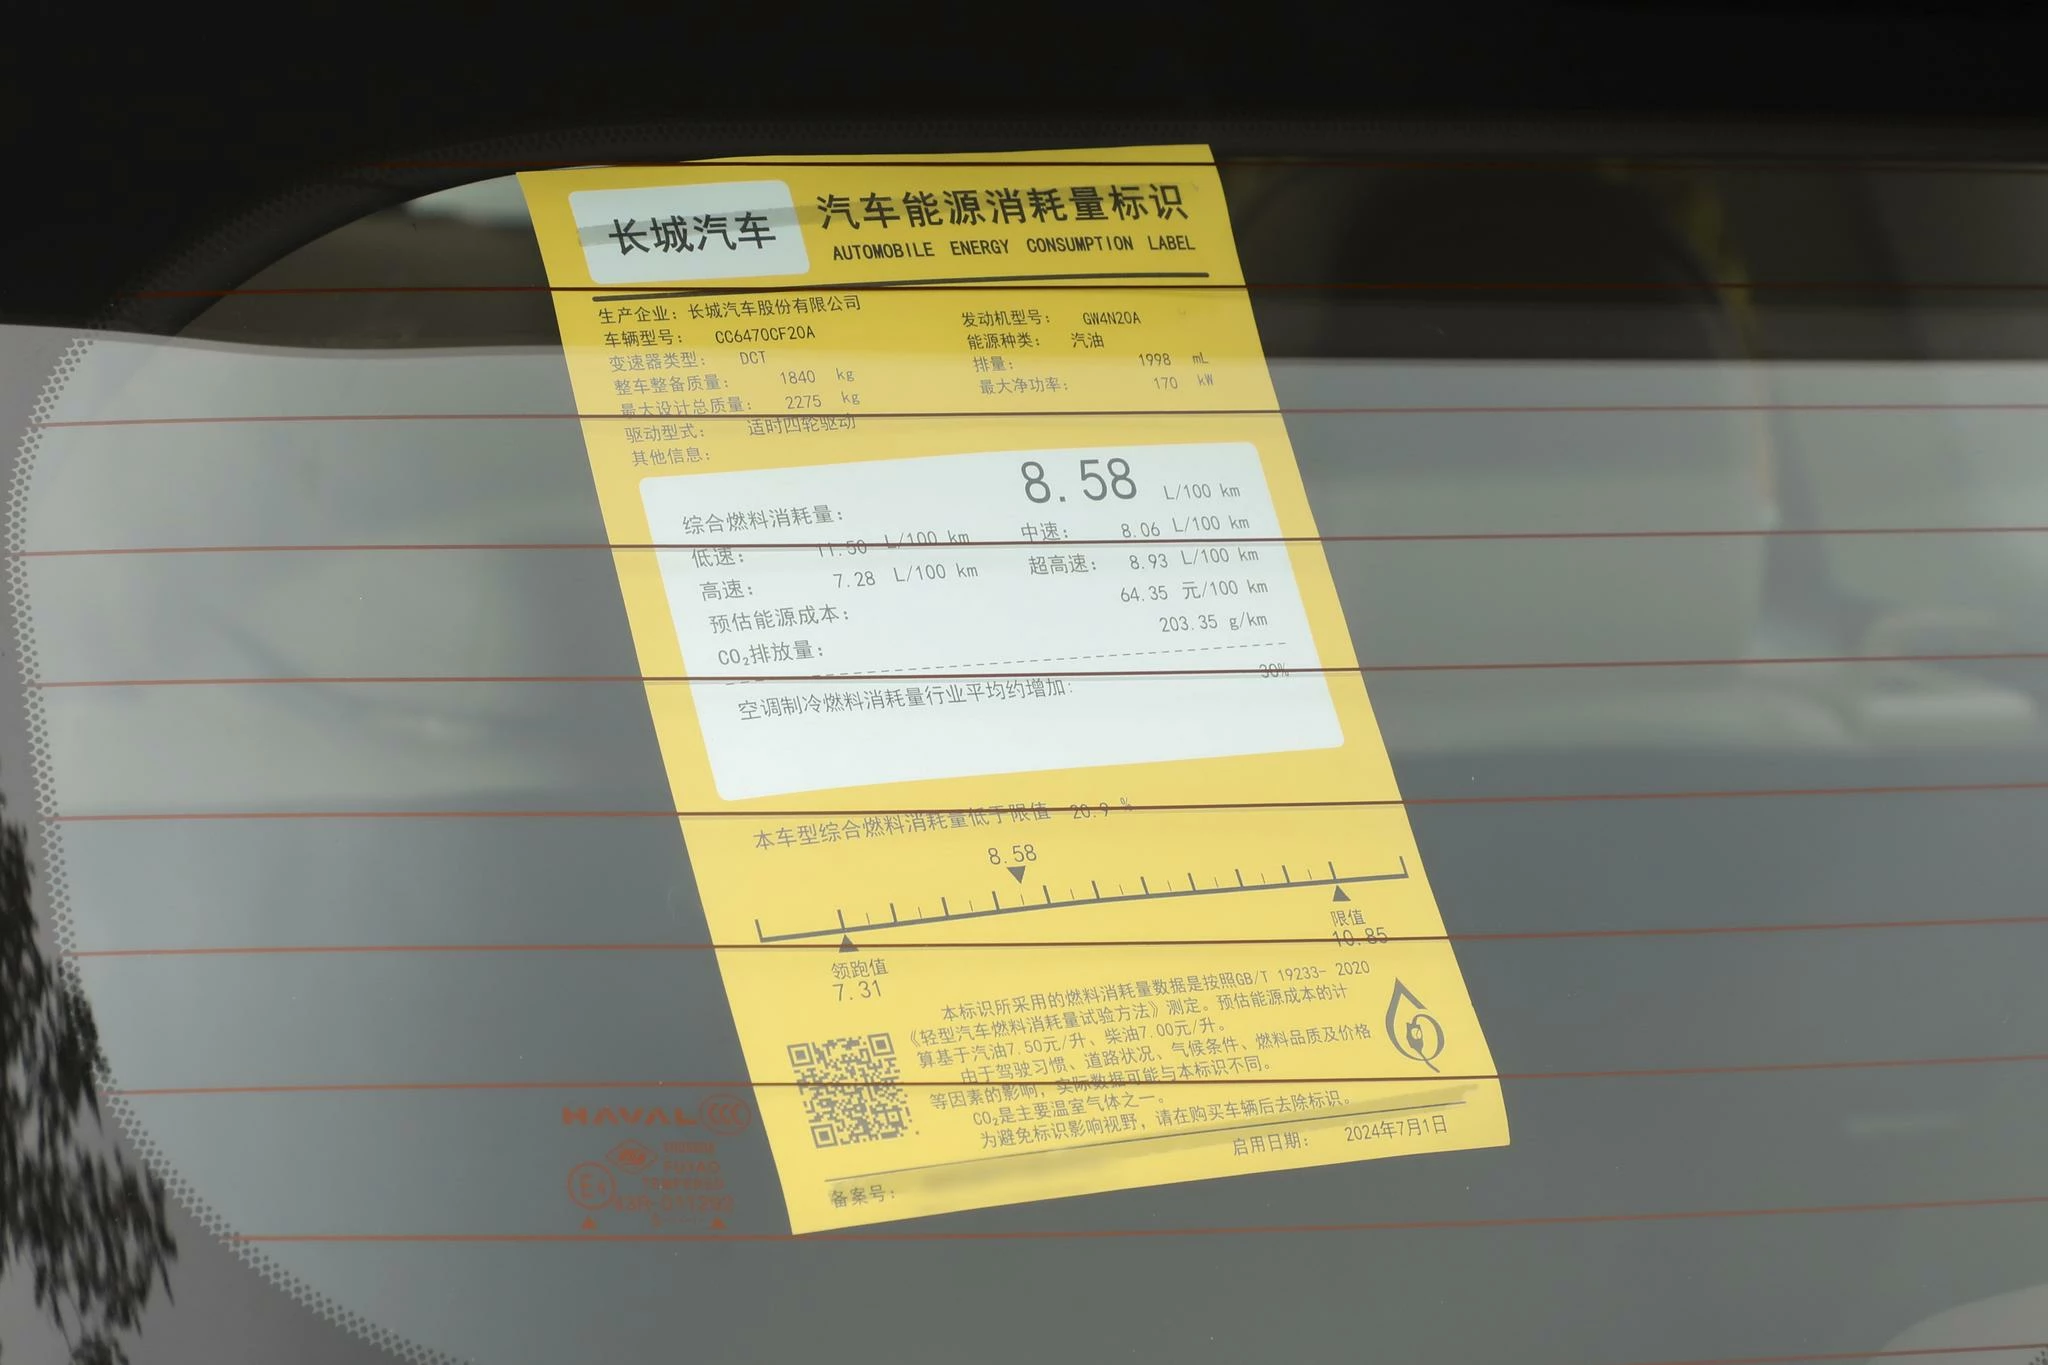 长城汽车
汽车能源消耗量标识
AUTOMOBILE ENERGY CONSUMPTION LABEL
生产企业: 长城汽车股份有限公司
车辆型号: CC6470CF20A
发动机型号: GW4N20A
变速器类型: DCT
能源种类: 汽油
整车整备质量: 1840 kg
排量: 1998 mL
最大设计总质量: 2275 kg
最大净功率: 170 kW
驱动型式: 适时四轮驱动
其他信息:
综合燃料消耗量: 8.58 L/100 km
低速: 11.50 L/100 km 中速: 8.06 L/100 km
高速: 7.28 L/100 km 超高速: 8.93 L/100 km
预估能源成本: 64.35 元/100 km
CO₂排放量: 203.35 g/km
空调制冷燃料消耗量行业平均约增加: 30%
本车型综合燃料消耗量低于限值 20.9 %
8.58
领跑值
7.31
限值
10.85
本标识所采用的燃料消耗量数据是按照GB/T 19233- 2020
《轻型汽车燃料消耗量试验方法》测定。预估能源成本的计
算基于汽油7.50元/升、柴油7.00元/升。
由于驾驶习惯、道路状况、气候条件、燃料品质及价格
等因素的影响，实际数据可能与本标识不同。
CO₂是主要温室气体之一。
为避免标识影响视野，请在购买车辆后去除标识。
备案号:
启用日期: 2024年7月1日
HAVAL
CCC
FUYAO
TEMPERED
E4